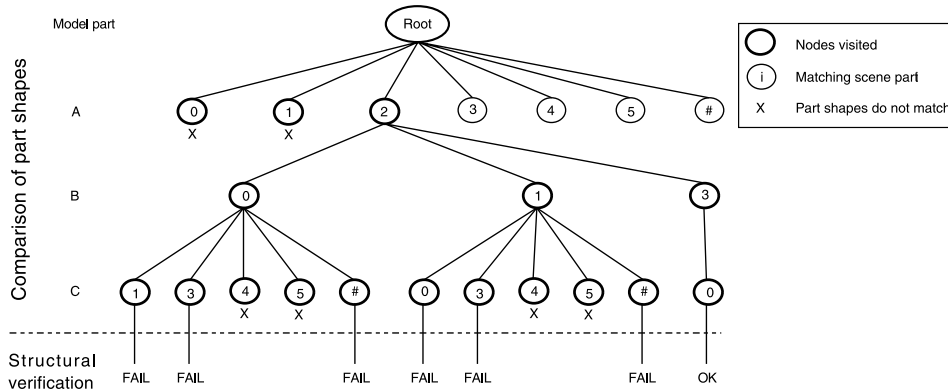 Model part
Root
Nodes visited
i Matching scene part
X Part shapes do not match
Comparison of part shapes
A
0 1 2 3 4 5 #
X X
B
0 1 3
C
1 3 4 5 # 0 3 4 5 # 0
X X X X
Structural
verification
FAIL FAIL FAIL FAIL FAIL FAIL OK